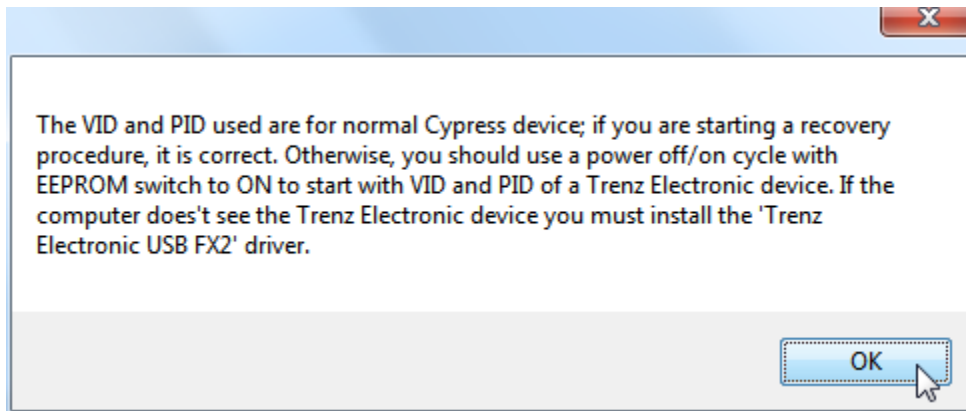 The VID and PID used are for normal Cypress device; if you are starting a recovery
procedure, it is correct. Otherwise, you should use a power off/on cycle with
EEPROM switch to ON to start with VID and PID of a Trenz Electronic device. If the
computer does't see the Trenz Electronic device you must install the 'Trenz
Electronic USB FX2' driver.
OK